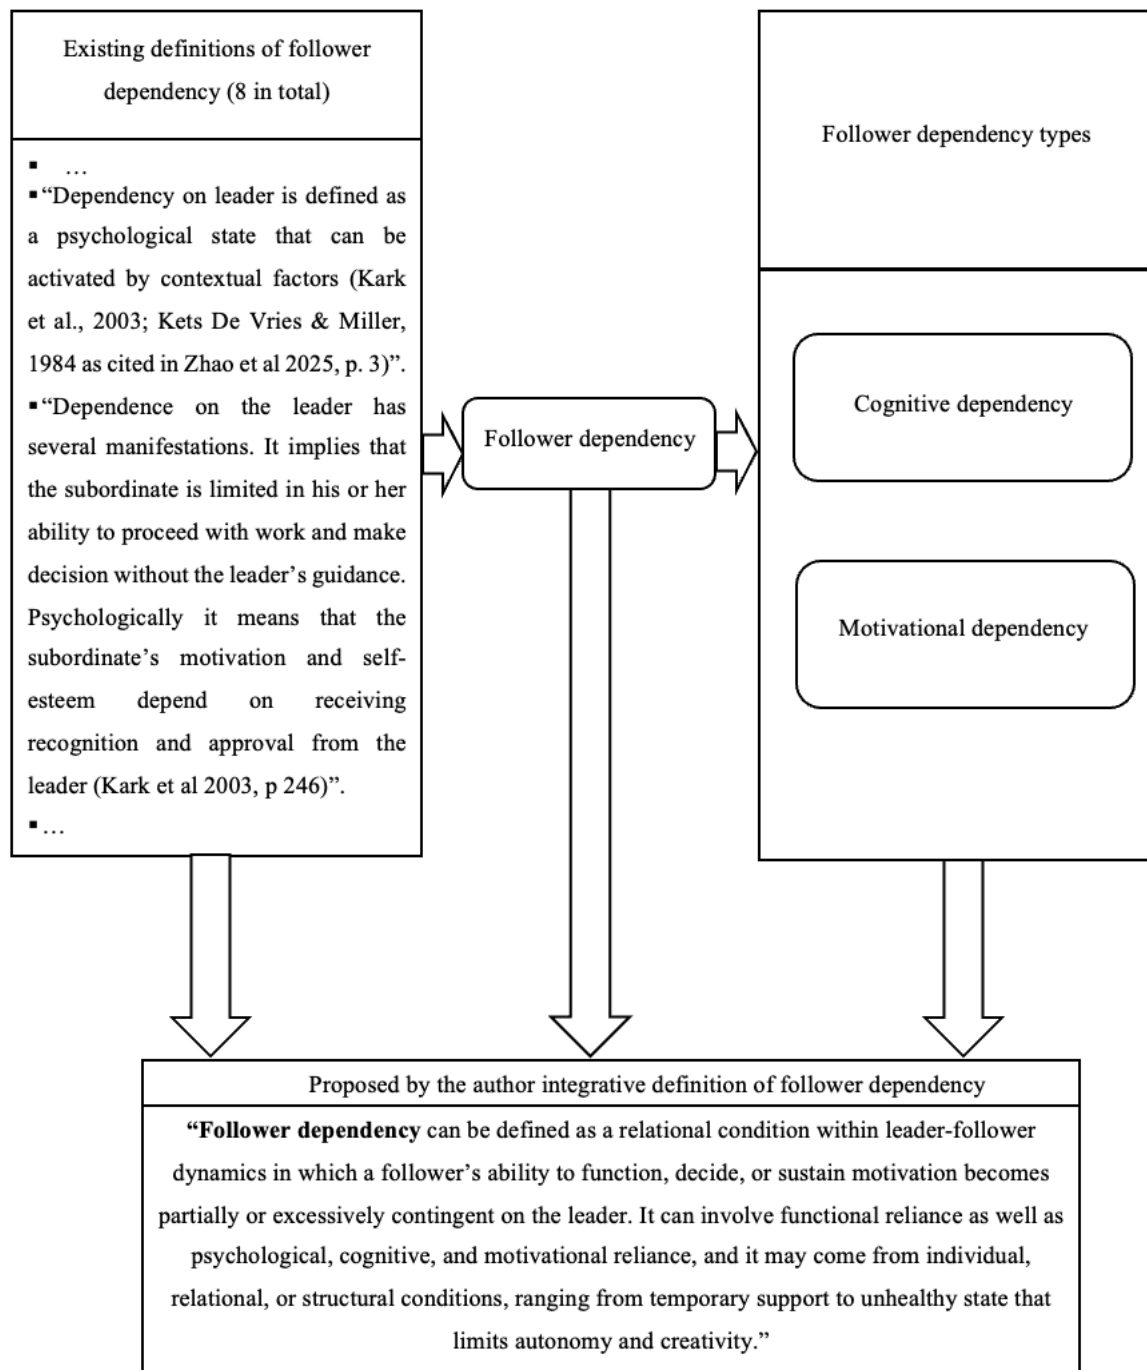 Existing definitions of follower
dependency (8 in total)
▪ …
▪“Dependency on leader is defined as
a psychological state that can be
activated by contextual factors (Kark
et al., 2003; Kets De Vries & Miller,
1984 as cited in Zhao et al 2025, p. 3)”.
▪“Dependence on the leader has
several manifestations. It implies that
the subordinate is limited in his or her
ability to proceed with work and make
decision without the leader’s guidance.
Psychologically it means that the
subordinate’s motivation and self-
esteem depend on receiving
recognition and approval from the
leader (Kark et al 2003, p 246)”.
▪…
Follower dependency
Follower dependency types
Cognitive dependency
Motivational dependency
Proposed by the author integrative definition of follower dependency
“Follower dependency can be defined as a relational condition within leader-follower
dynamics in which a follower’s ability to function, decide, or sustain motivation becomes
partially or excessively contingent on the leader. It can involve functional reliance as well as
psychological, cognitive, and motivational reliance, and it may come from individual,
relational, or structural conditions, ranging from temporary support to unhealthy state that
limits autonomy and creativity.”